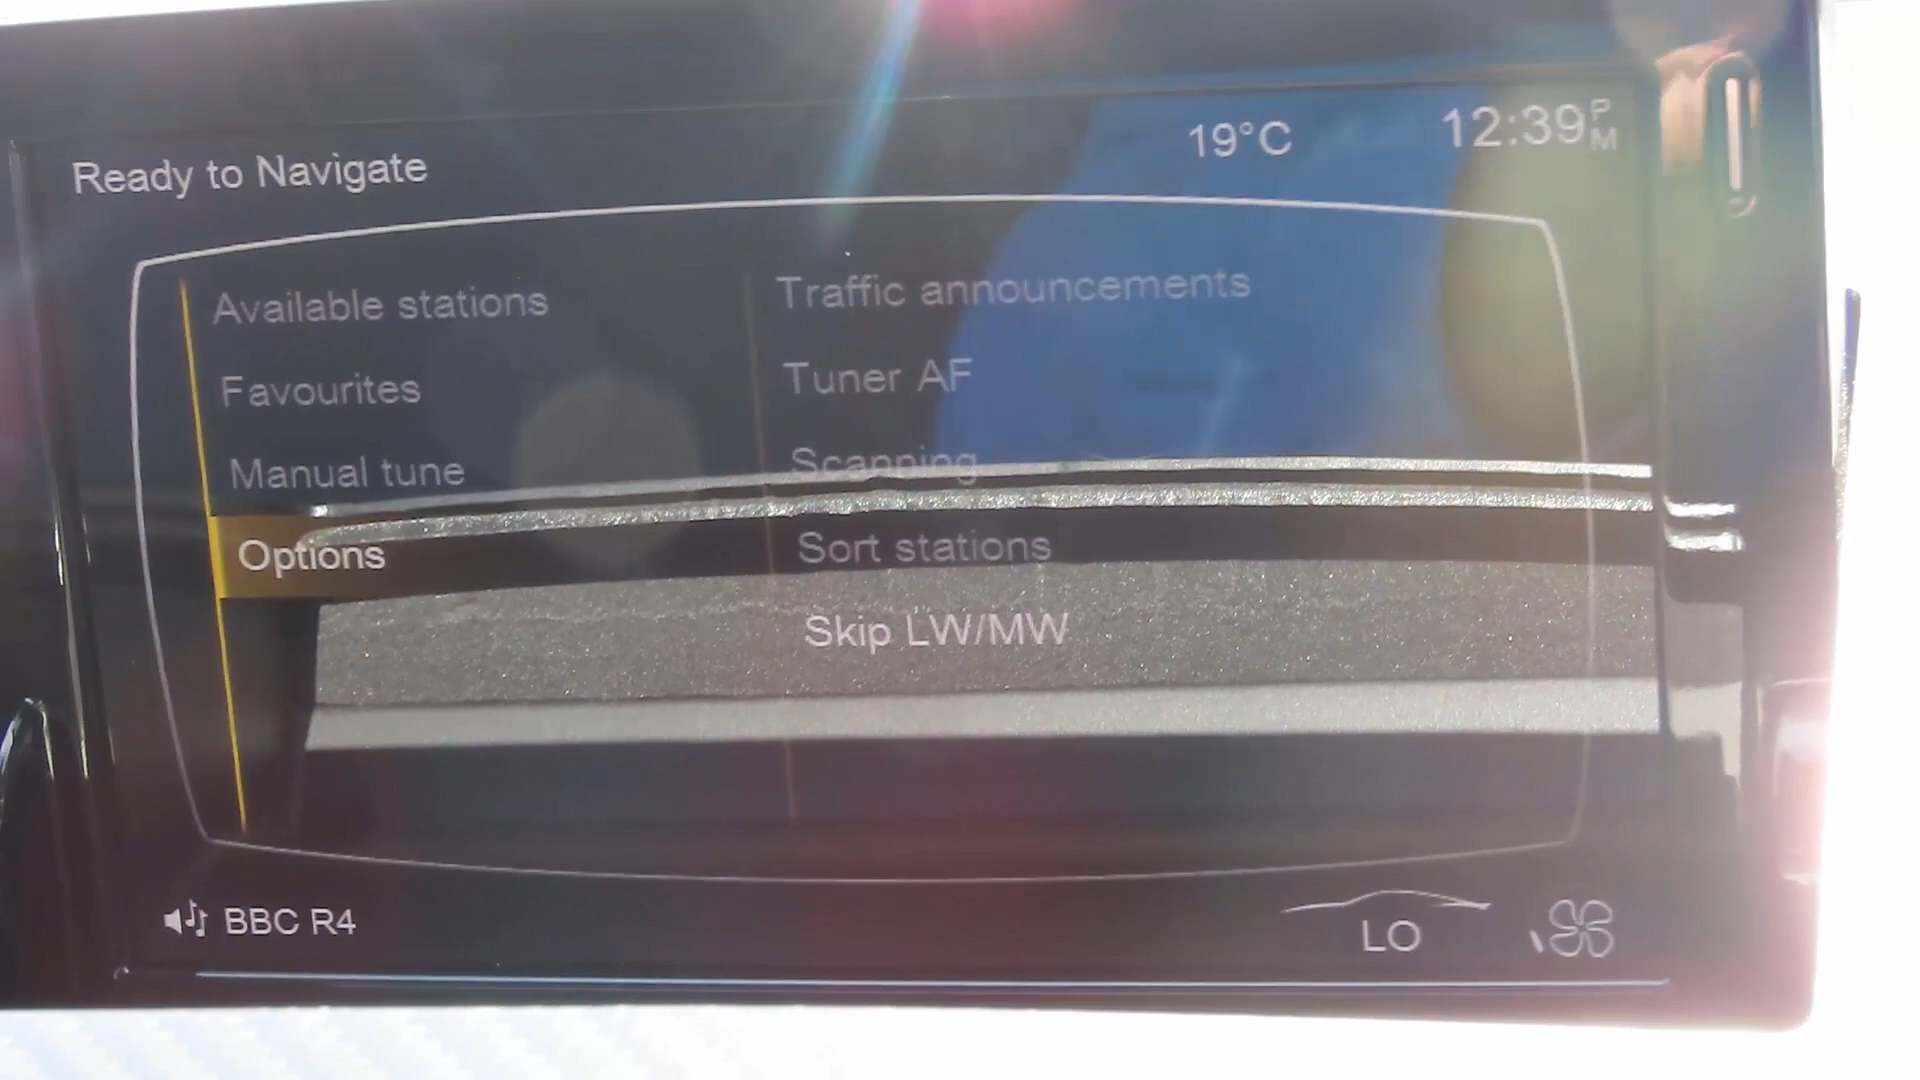 Ready to Navigate
19°C
12:39PM
Available stations
Favourites
Manual tune
Options
Traffic announcements
Tuner AF
Scanning
Sort stations
Skip LW/MW
BBC R4
LO